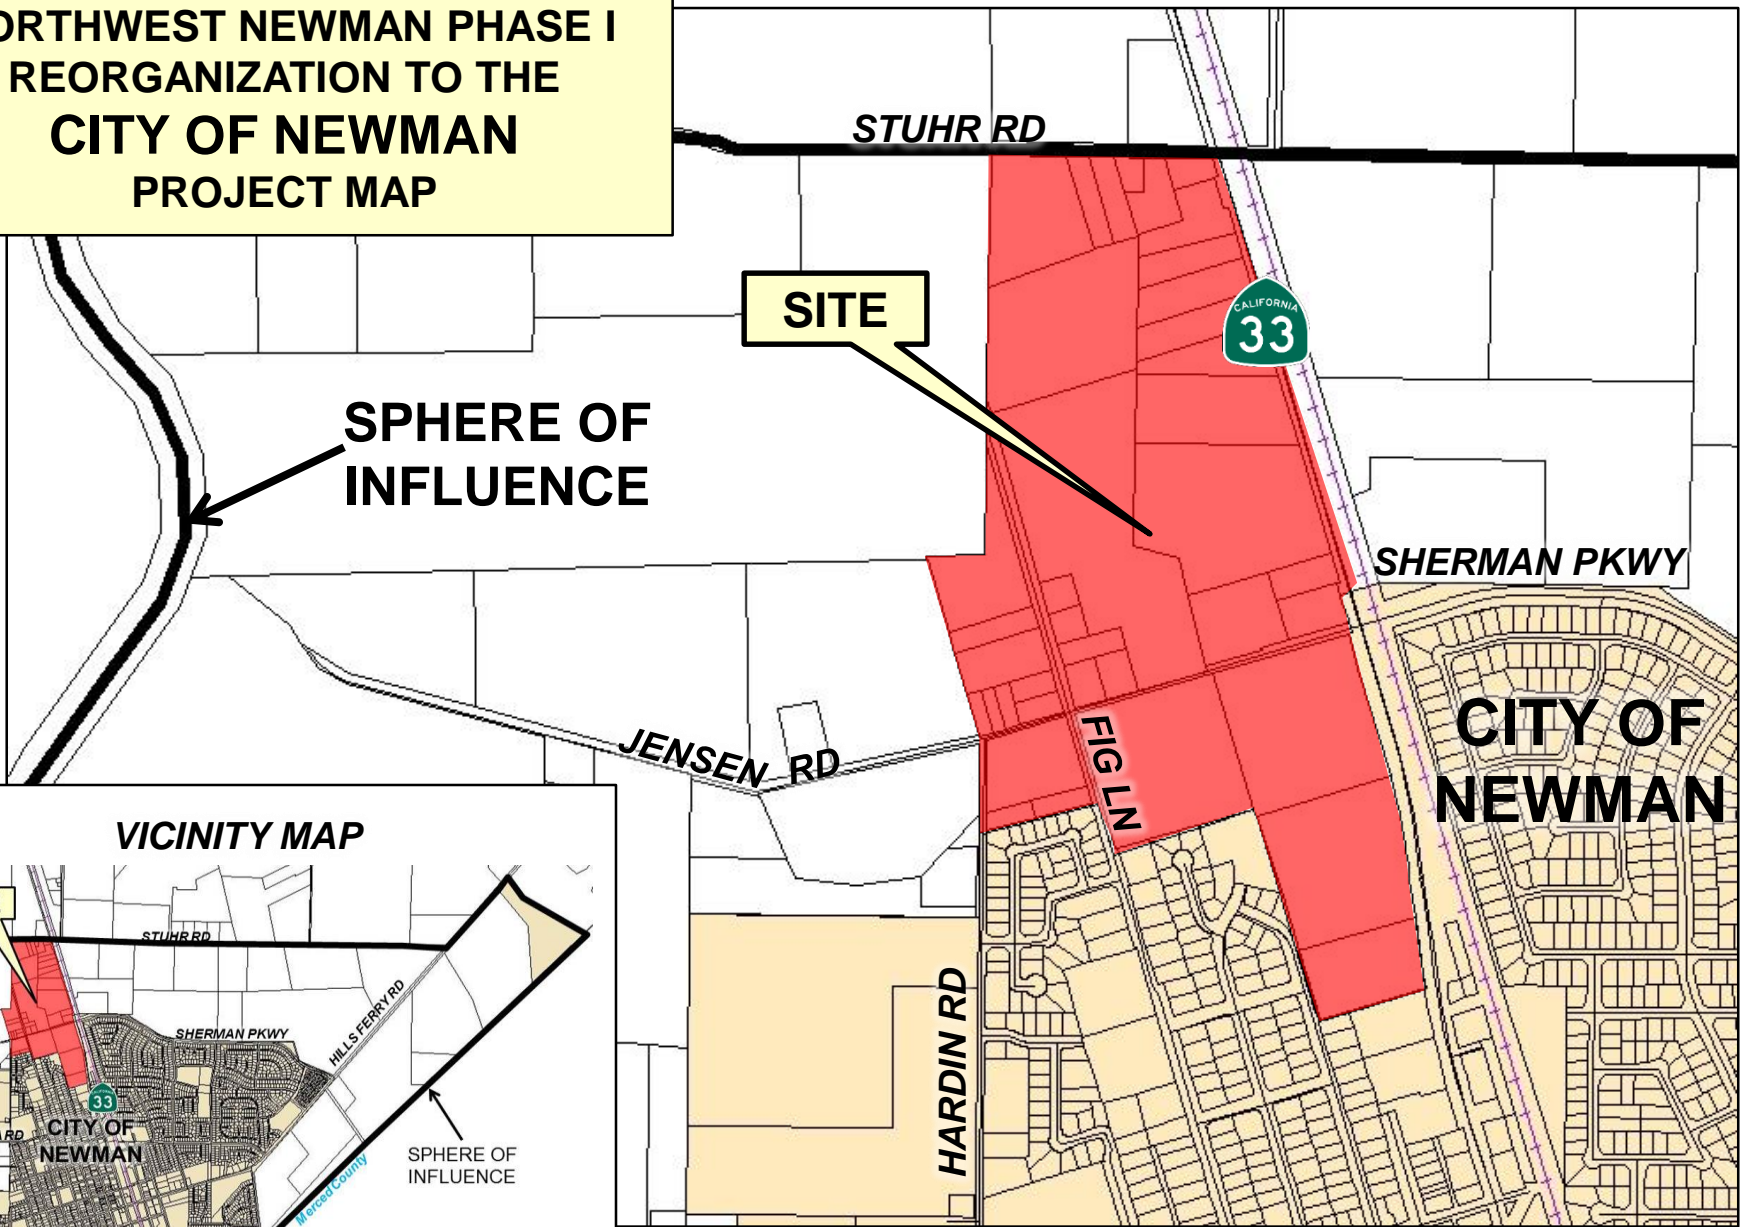 ORTHWEST NEWMAN PHASE I
REORGANIZATION TO THE
CITY OF NEWMAN
PROJECT MAP
STUHR RD
SITE
CALIFORNIA
33
SPHERE OF
INFLUENCE
SHERMAN PKWY
CITY OF
NEWMAN
JENSEN RD
FIG LN
HARDIN RD
VICINITY MAP
STUHR RD
SHERMAN PKWY
HILLS FERRY RD
33
CITY OF
NEWMAN
RD
SPHERE OF
INFLUENCE
Merced County